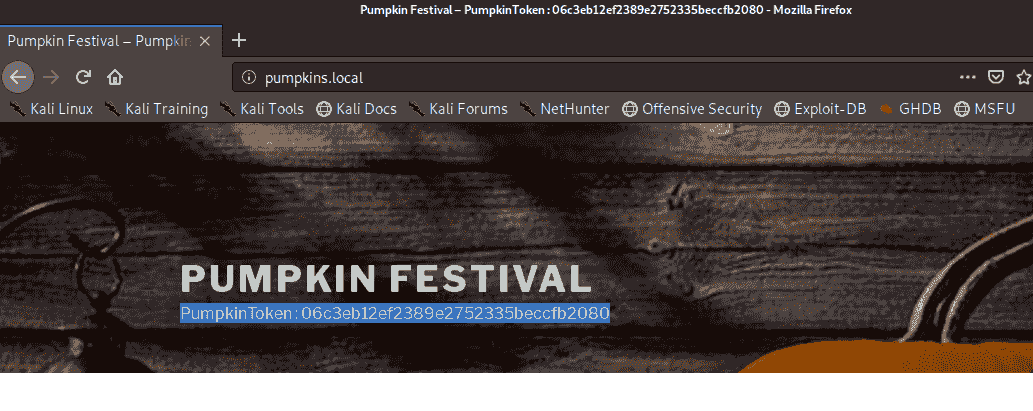 Pumpkin Festival – PumpkinToken : 06c3eb12ef2389e2752335beccfb2080 - Mozilla Firefox
Pumpkin Festival – Pumpkin
pumpkins.local
Kali Linux Kali Training Kali Tools Kali Docs Kali Forums NetHunter Offensive Security Exploit-DB GHDB MSFU
PUMPKIN FESTIVAL
PumpkinToken : 06c3eb12ef2389e2752335beccfb2080